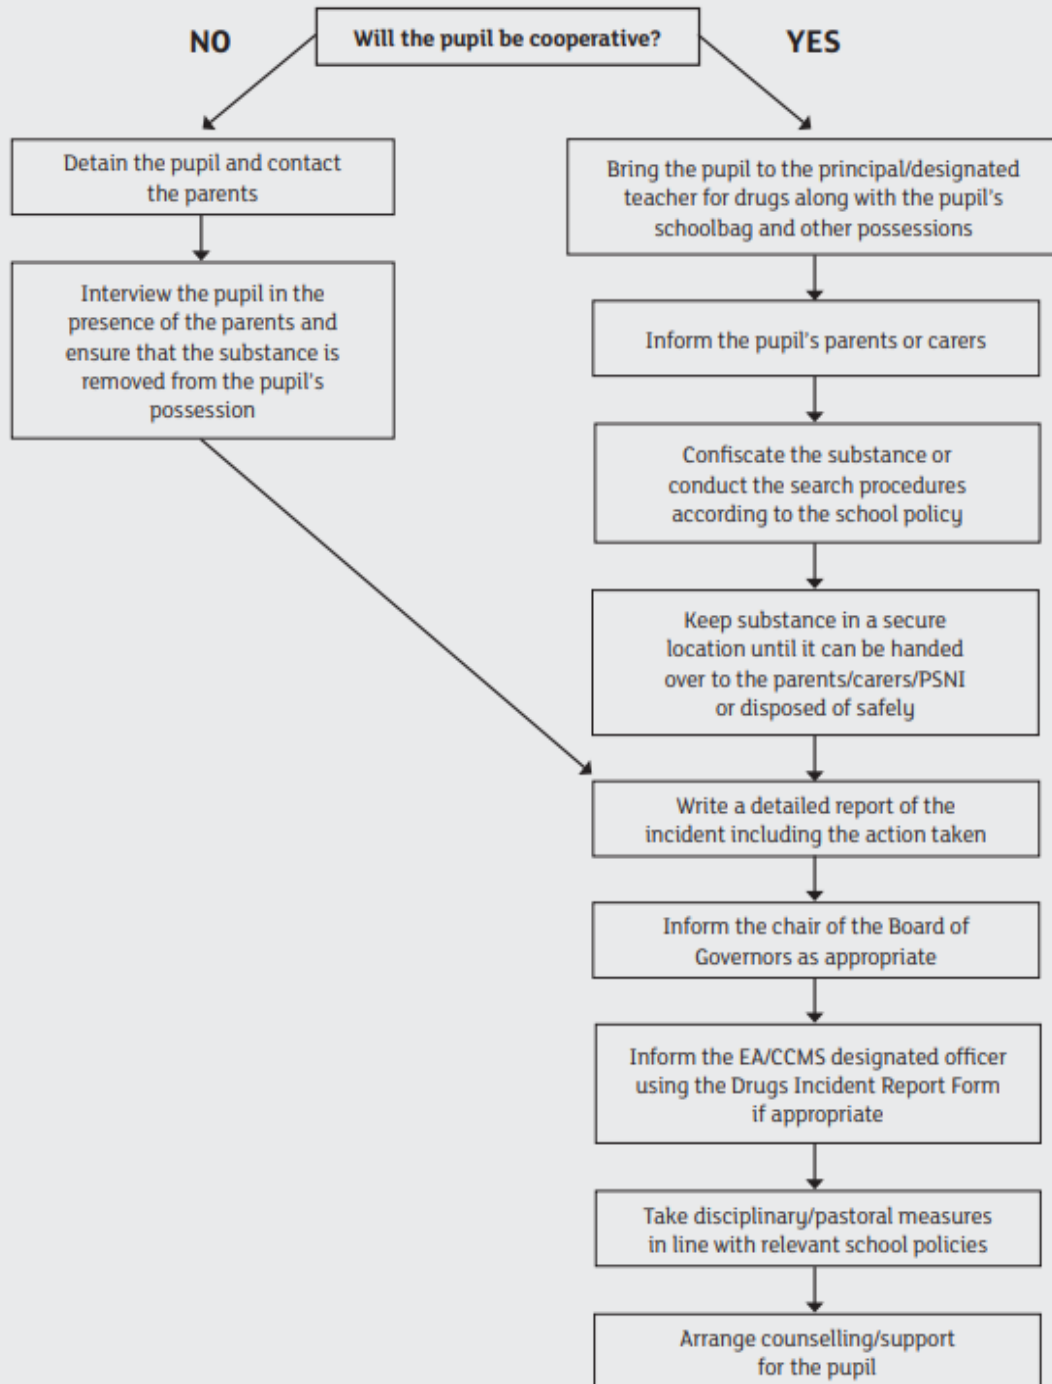 NO
Will the pupil be cooperative?
YES
Detain the pupil and contact
the parents
Interview the pupil in the
presence of the parents and
ensure that the substance is
removed from the pupil's
possession
Bring the pupil to the principal/designated
teacher for drugs along with the pupil's
schoolbag and other possessions
Inform the pupil's parents or carers
Confiscate the substance or
conduct the search procedures
according to the school policy
Keep substance in a secure
location until it can be handed
over to the parents/carers/PSNI
or disposed of safely
Write a detailed report of the
incident including the action taken
Inform the chair of the Board of
Governors as appropriate
Inform the EA/CCMS designated officer
using the Drugs Incident Report Form
if appropriate
Take disciplinary/pastoral measures
in line with relevant school policies
Arrange counselling/support
for the pupil